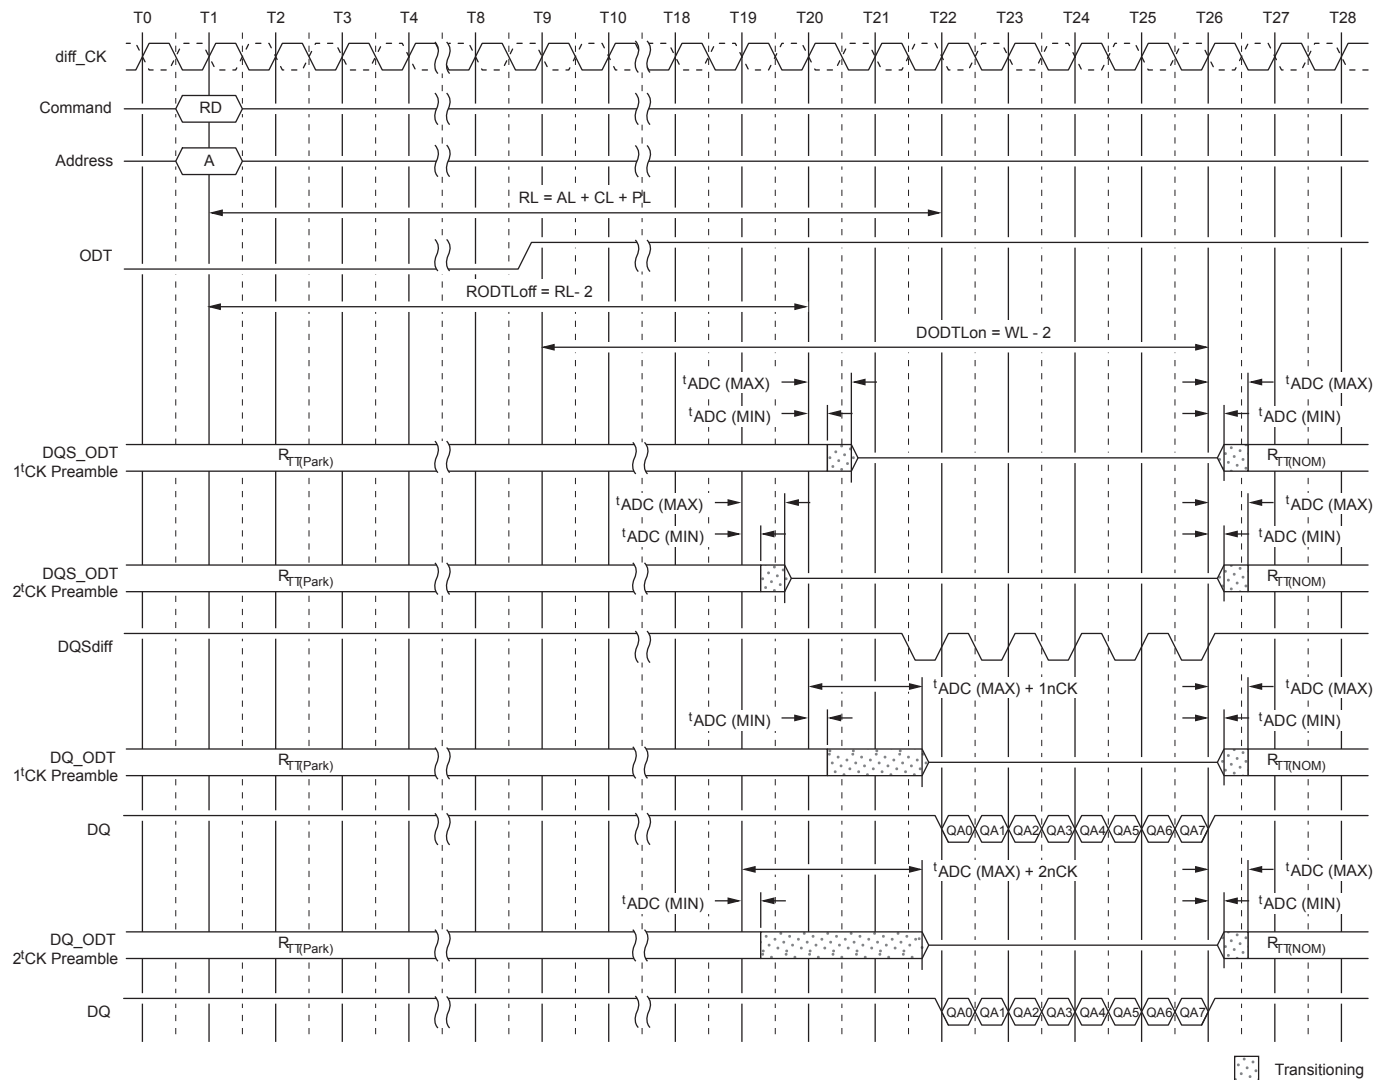 T0 T1 T2 T3 T4 T8 T9 T10 T18 T19 T20 T21 T22 T23 T24 T25 T26 T27 T28
diff_CK
Command RD
Address A
RL = AL + CL + PL
ODT
RODTLoff = RL- 2
DODTLon = WL - 2
tADC (MAX) tADC (MAX)
tADC (MIN) tADC (MIN)
DQS_ODT
1tCK Preamble RTT(Park) RTT(NOM)
tADC (MAX) tADC (MAX)
tADC (MIN) tADC (MIN)
DQS_ODT
2tCK Preamble RTT(Park) RTT(NOM)
DQSdiff
tADC (MAX) + 1nCK tADC (MAX)
tADC (MIN) tADC (MIN)
DQ_ODT
1tCK Preamble RTT(Park) RTT(NOM)
DQ QA0 QA1 QA2 QA3 QA4 QA5 QA6 QA7
tADC (MAX) + 2nCK tADC (MAX)
tADC (MIN) tADC (MIN)
DQ_ODT
2tCK Preamble RTT(Park) RTT(NOM)
DQ QA0 QA1 QA2 QA3 QA4 QA5 QA6 QA7
Transitioning